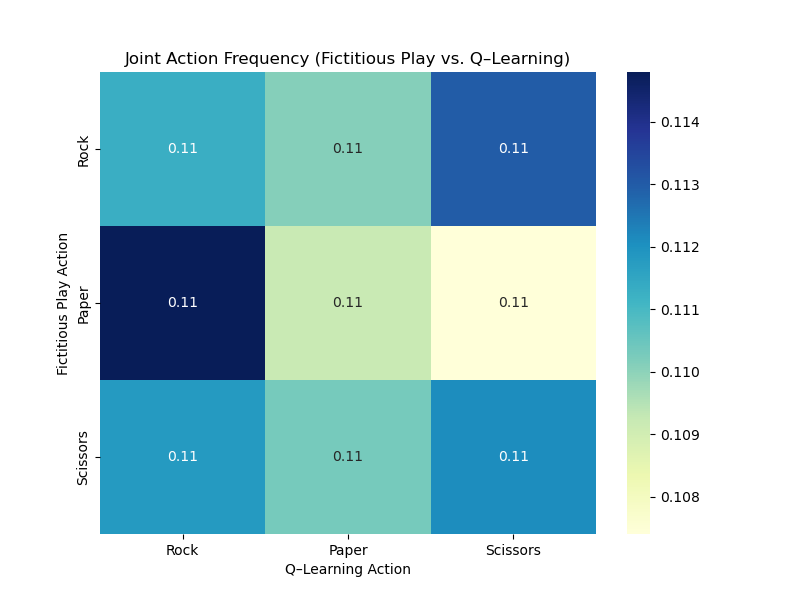 Joint Action Frequency (Fictitious Play vs. Q–Learning)
Fictitious Play Action
Rock
0.11 0.11 0.11
Paper
0.11 0.11 0.11
Scissors
0.11 0.11 0.11
Rock Paper Scissors
Q–Learning Action
0.114
0.113
0.112
0.111
0.110
0.109
0.108